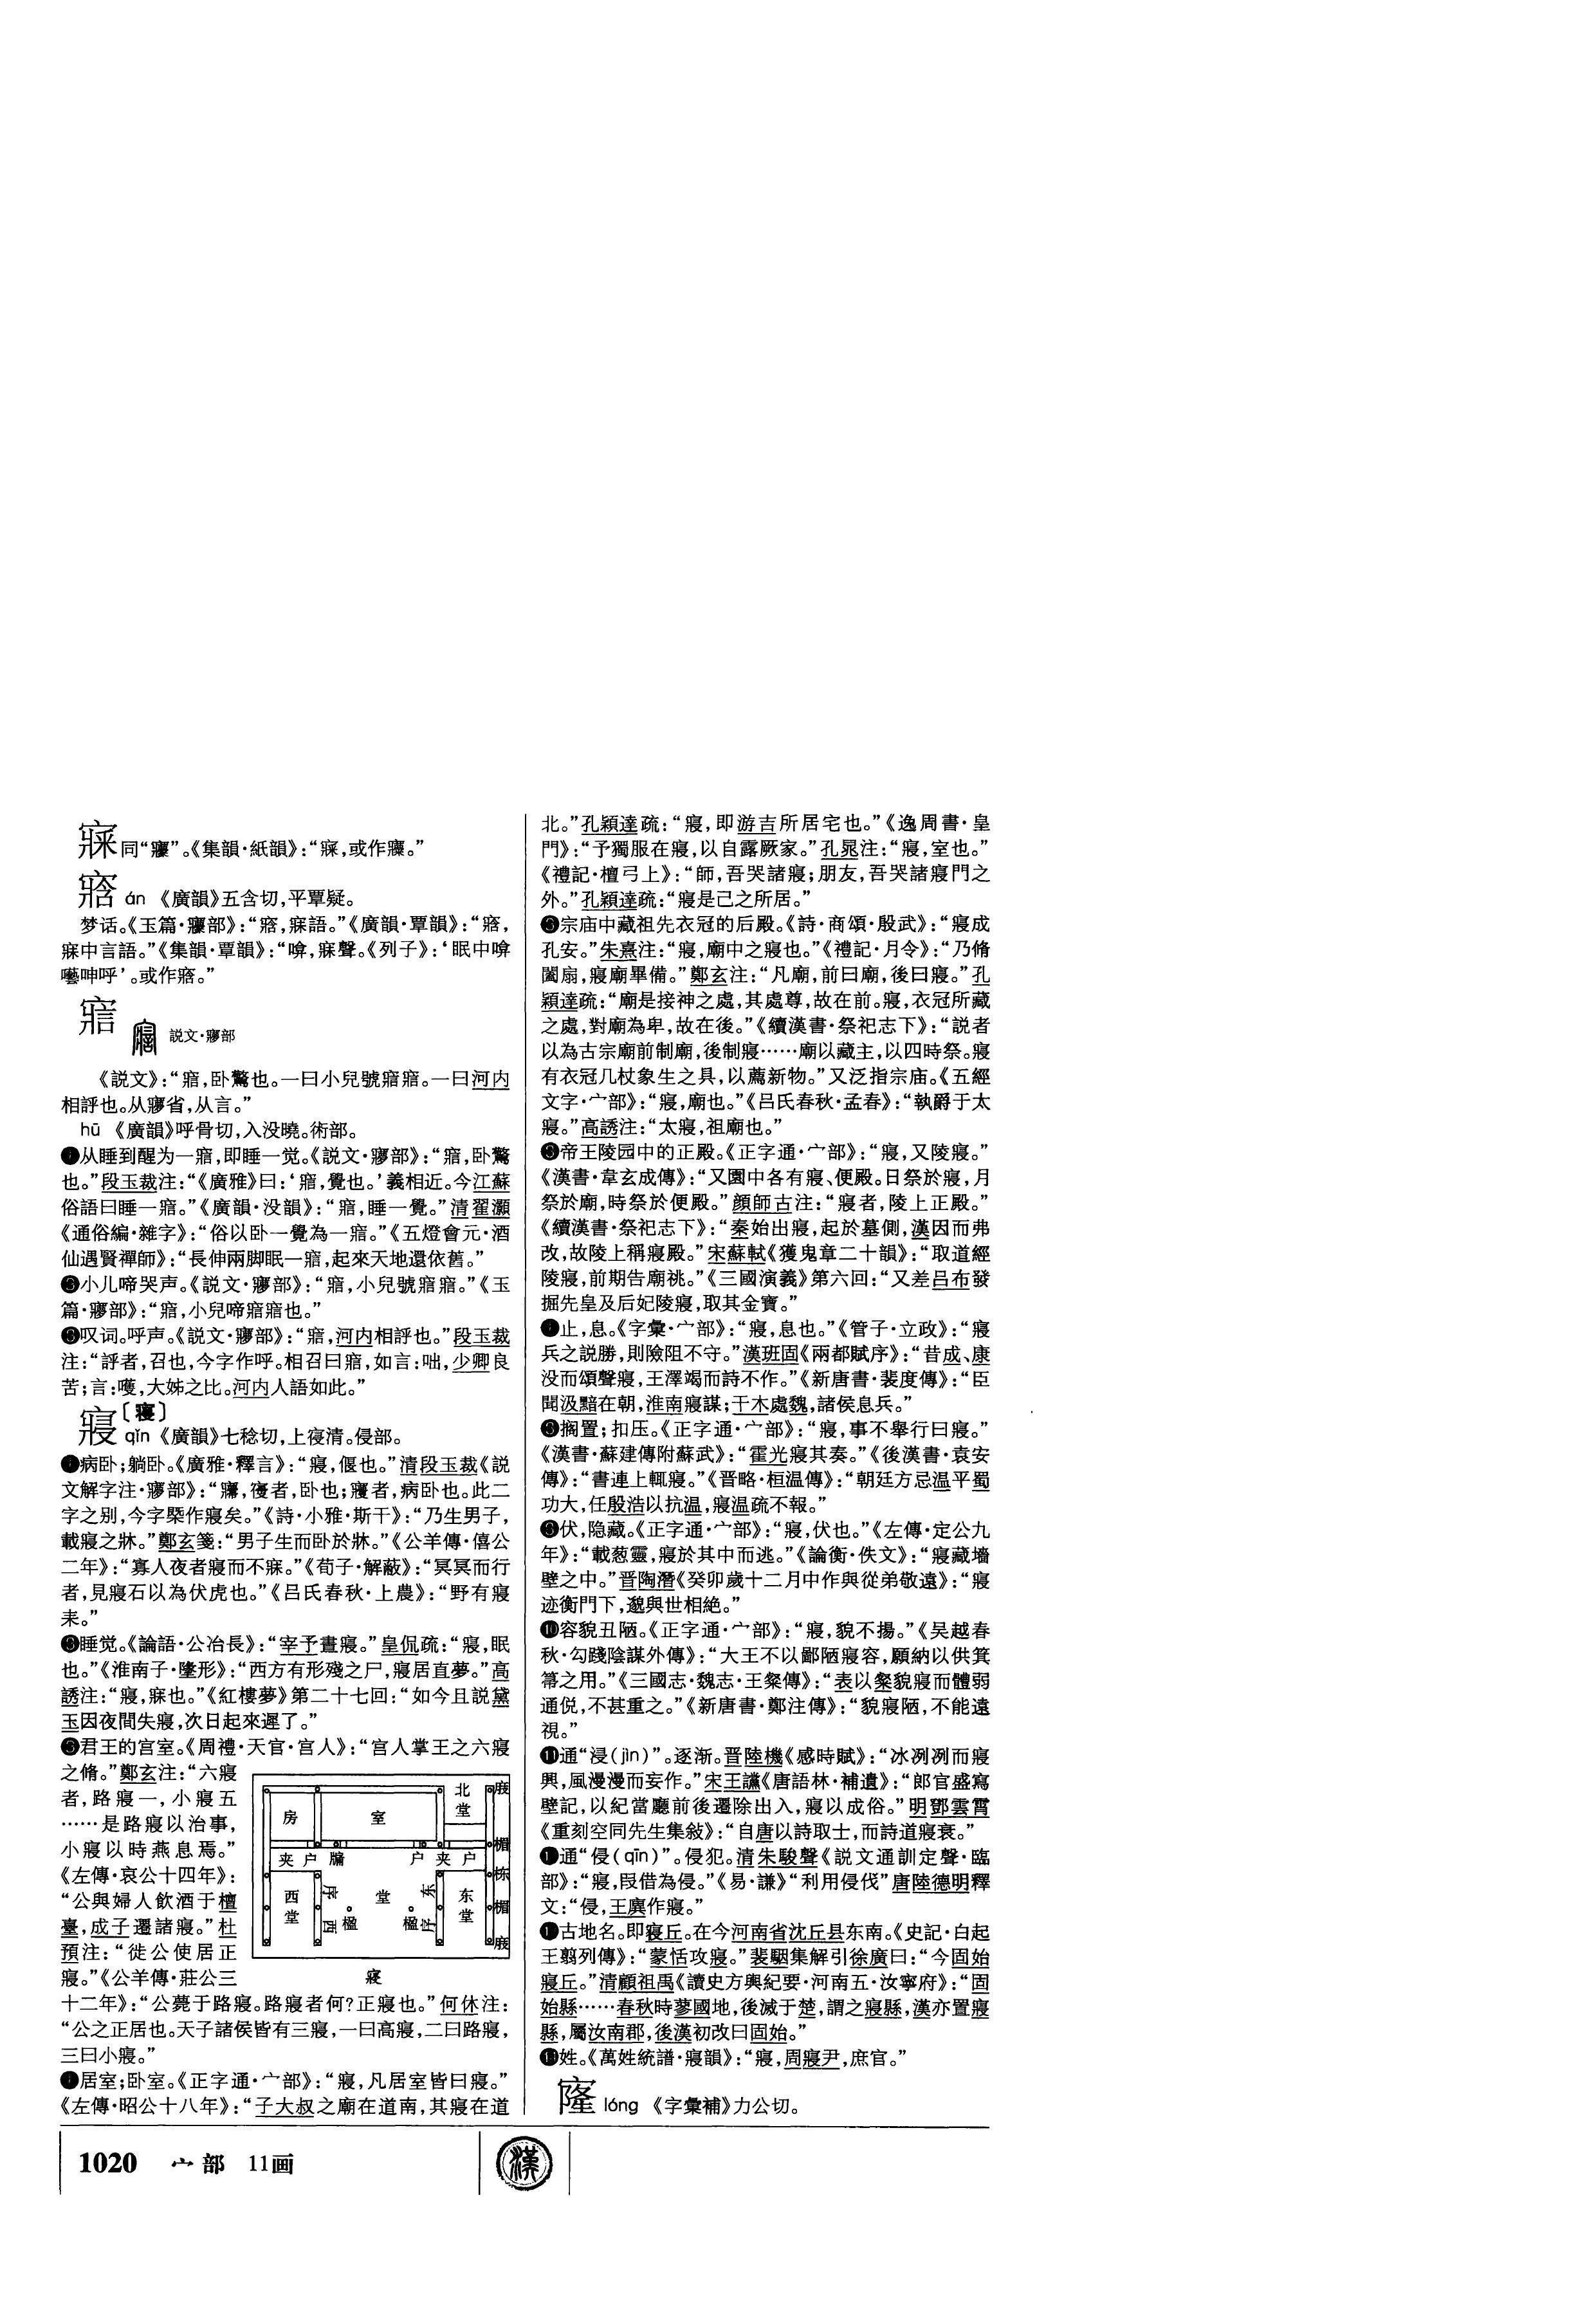 寐同“㝱”。《集韻·紙韻》：“寐，或作㝥。”
㝧 án 《廣韻》五含切，平覃疑。
梦话。《玉篇·㝱部》：“㝧，寐語。”《廣韻·覃韻》：“㝧，
寐中言語。”《集韻·覃韻》：“唅，寐聲。《列子》：‘眠中唅
囈呻呼’。或作㝧。”
寣
説文·㝱部
《説文》：“寣，卧驚也。一曰小兒號寣寣。一曰河内
相評也。从㝱省，从言。”
hū 《廣韻》呼骨切，入没曉。術部。
❶从睡到醒为一寣，即睡一觉。《説文·㝱部》：“寣，卧驚
也。”段玉裁注：“《廣雅》曰：‘寣，覺也。’義相近。今江蘇
俗語曰睡一寣。”《廣韻·没韻》：“寣，睡一覺。”清翟灝
《通俗編·雜字》：“俗以卧一覺為一寣。”《五燈會元·酒
仙遇賢禪師》：“長伸兩脚眠一寣，起來天地還依舊。”
❷小儿啼哭声。《説文·㝱部》：“寣，小兒號寣寣。”《玉
篇·㝱部》：“寣，小兒啼寣寣也。”
❸叹词。呼声。《説文·㝱部》：“寣，河内相評也。”段玉裁
注：“評者，召也，今字作呼。相召曰寣，如言：咄，少卿良
苦；言：嚄，大姊之比。河内人語如此。”
寢〔寝〕
qǐn 《廣韻》七稔切，上寑清。侵部。
❶病卧；躺卧。《廣雅·釋言》：“寢，偃也。”清段玉裁《説
文解字注·㝱部》：“寢，寑者，卧也；寢者，病卧也。此二
字之别，今字槩作寢矣。”《詩·小雅·斯干》：“乃生男子，
載寢之牀。”鄭玄箋：“男子生而卧於牀。”《公羊傳·僖公
二年》：“寡人夜者寢而不寐。”《荀子·解蔽》：“冥冥而行
者，見寢石以為伏虎也。”《吕氏春秋·上農》：“野有寢
耒。”
❷睡觉。《論語·公冶長》：“宰予晝寢。”皇侃疏：“寢，眠
也。”《淮南子·墬形》：“西方有形殘之尸，寢居直夢。”高
誘注：“寢，寐也。”《紅樓夢》第二十七回：“如今且説黛
玉因夜間失寢，次日起來遲了。”
❸君王的宫室。《周禮·天官·宫人》：“宫人掌王之六寢
之脩。”鄭玄注：“六寢
者，路寢一，小寢五
……是路寢以治事，
小寢以時燕息焉。”
《左傳·哀公十四年》：
“公與婦人飲酒于檀
臺，成子遷諸寢。”杜
預注：“徙公使居正
寢。”《公羊傳·莊公三
房 室 北堂 庪
楣
夹 户 牖 户 夹 户
栋
西堂 序西 楹 堂 楹 东序 东堂
楣
庪
寢
十二年》：“公薨于路寢。路寢者何？正寢也。”何休注：
“公之正居也。天子諸侯皆有三寢，一曰高寢，二曰路寢，
三曰小寢。”
❹居室；卧室。《正字通·宀部》：“寢，凡居室皆曰寢。”
《左傳·昭公十八年》：“子大叔之廟在道南，其寢在道
北。”孔穎達疏：“寢，即游吉所居宅也。”《逸周書·皇
門》：“予獨服在寢，以自露厥家。”孔晁注：“寢，室也。”
《禮記·檀弓上》：“師，吾哭諸寢；朋友，吾哭諸寢門之
外。”孔穎達疏：“寢是己之所居。”
❺宗庙中藏祖先衣冠的后殿。《詩·商頌·殷武》：“寢成
孔安。”朱熹注：“寢，廟中之寢也。”《禮記·月令》：“乃脩
闔扇，寢廟畢備。”鄭玄注：“凡廟，前曰廟，後曰寢。”孔
穎達疏：“廟是接神之處，其處尊，故在前。寢，衣冠所藏
之處，對廟為卑，故在後。”《續漢書·祭祀志下》：“説者
以為古宗廟前制廟，後制寢……廟以藏主，以四時祭。寢
有衣冠几杖象生之具，以薦新物。”又泛指宗庙。《五經
文字·宀部》：“寢，廟也。”《吕氏春秋·孟春》：“執爵于太
寢。”高誘注：“太寢，祖廟也。”
❻帝王陵园中的正殿。《正字通·宀部》：“寢，又陵寢。”
《漢書·韋玄成傳》：“又園中各有寢、便殿。日祭於寢，月
祭於廟，時祭於便殿。”顔師古注：“寢者，陵上正殿。”
《續漢書·祭祀志下》：“秦始出寢，起於墓側，漢因而弗
改，故陵上稱寢殿。”宋蘇軾《獲鬼章二十韻》：“取道經
陵寢，前期告廟祧。”《三國演義》第六回：“又差吕布發
掘先皇及后妃陵寢，取其金寶。”
❼止，息。《字彙·宀部》：“寢，息也。”《管子·立政》：“寢
兵之説勝，則險阻不守。”漢班固《兩都賦序》：“昔成、康
没而頌聲寢，王澤竭而詩不作。”《新唐書·裴度傳》：“臣
聞汲黯在朝，淮南寢謀；干木處魏，諸侯息兵。”
❽搁置；扣压。《正字通·宀部》：“寢，事不舉行曰寢。”
《漢書·蘇建傳附蘇武》：“霍光寢其奏。”《後漢書·袁安
傳》：“書連上輒寢。”《晋略·桓温傳》：“朝廷方忌温平蜀
功大，任殷浩以抗温，寢温疏不報。”
❾伏，隐藏。《正字通·宀部》：“寢，伏也。”《左傳·定公九
年》：“載葱靈，寢於其中而逃。”《論衡·佚文》：“寢藏墻
壁之中。”晋陶潛《癸卯歲十二月中作與從弟敬遠》：“寢
迹衡門下，邈與世相絶。”
❿容貌丑陋。《正字通·宀部》：“寢，貌不揚。”《吴越春
秋·勾踐陰謀外傳》：“大王不以鄙陋寢容，願納以供箕
箒之用。”《三國志·魏志·王粲傳》：“表以粲貌寢而體弱
通侻，不甚重之。”《新唐書·鄭注傳》：“貌寢陋，不能遠
視。”
⓫通“浸(jìn)”。逐渐。晋陸機《感時賦》：“冰冽冽而寢
興，風漫漫而妄作。”宋王讜《唐語林·補遺》：“郎官盛寫
壁記，以紀當廳前後遷除出入，寢以成俗。”明鄧雲霄
《重刻空同先生集敍》：“自唐以詩取士，而詩道寢衰。”
⓬通“侵(qīn)”。侵犯。清朱駿聲《説文通訓定聲·臨
部》：“寢，叚借為侵。”《易·謙》“利用侵伐”唐陸德明釋
文：“侵，王廙作寢。”
⓭古地名。即寝丘。在今河南省沈丘县东南。《史記·白起
王翦列傳》：“蒙恬攻寢。”裴駰集解引徐廣曰：“今固始
寢丘。”清顧祖禹《讀史方輿紀要·河南五·汝寧府》：“固
始縣……春秋時蓼國地，後滅于楚，謂之寢縣，漢亦置寢
縣，屬汝南郡，後漢初改曰固始。”
⓮姓。《萬姓統譜·寢韻》：“寢，周寢尹，庶官。”
㝫 lóng 《字彙補》力公切。
1020 宀部 11画
漢